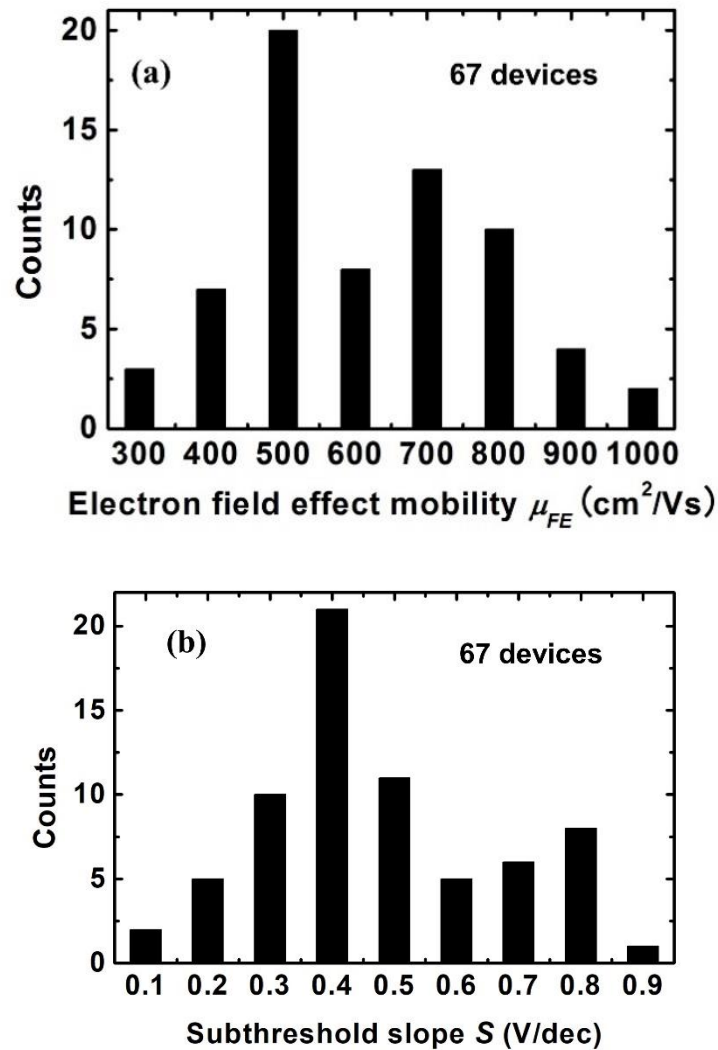 (a)
67 devices
20
15
10
5
0
Counts
300 400 500 600 700 800 900 1000
Electron field effect mobility μFE (cm²/Vs)
(b)
67 devices
20
15
10
5
0
Counts
0.1 0.2 0.3 0.4 0.5 0.6 0.7 0.8 0.9
Subthreshold slope S (V/dec)